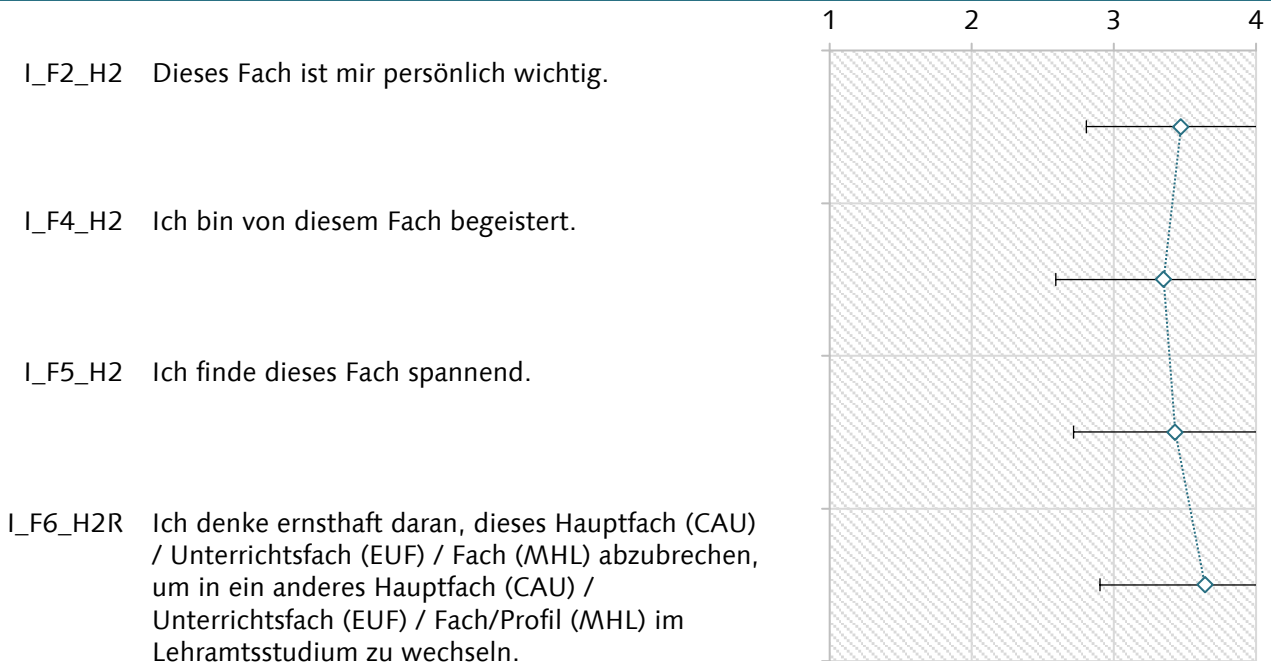 1 2 3 4
I_F2_H2 Dieses Fach ist mir persönlich wichtig.
I_F4_H2 Ich bin von diesem Fach begeistert.
I_F5_H2 Ich finde dieses Fach spannend.
I_F6_H2R Ich denke ernsthaft daran, dieses Hauptfach (CAU)
/ Unterrichtsfach (EUF) / Fach (MHL) abzubrechen,
um in ein anderes Hauptfach (CAU) /
Unterrichtsfach (EUF) / Fach/Profil (MHL) im
Lehramtsstudium zu wechseln.